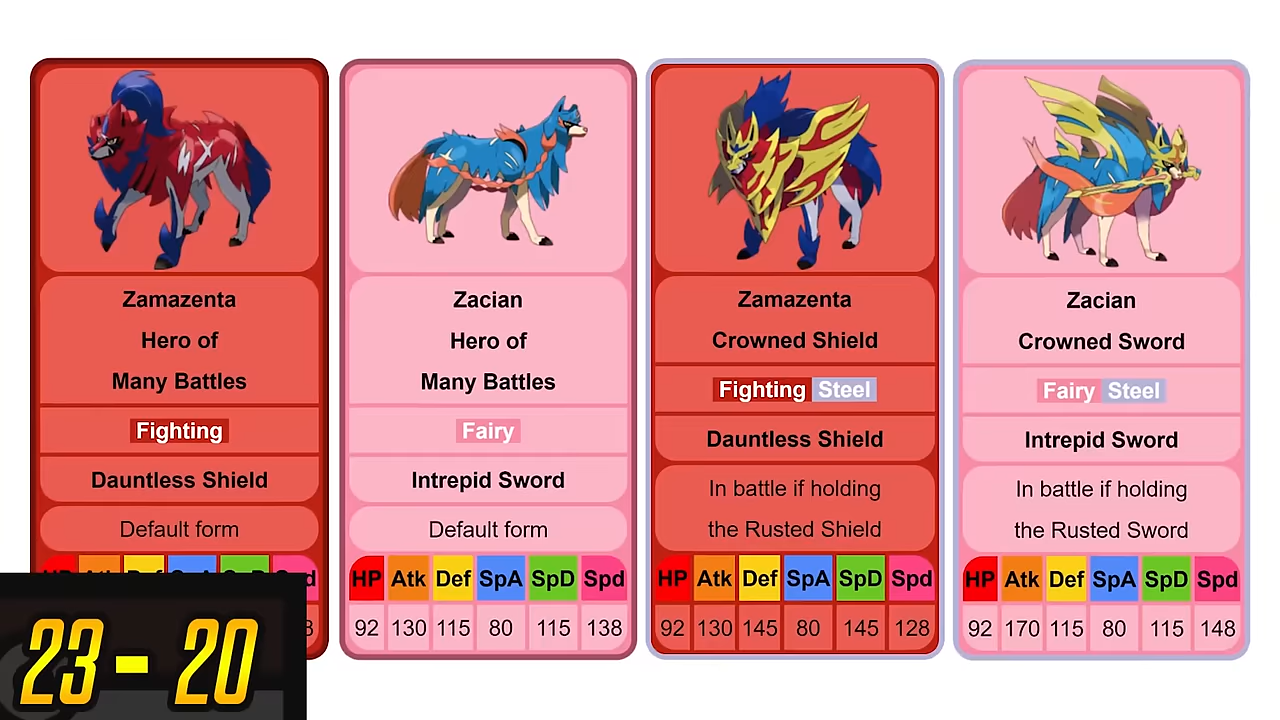 Zamazenta
Hero of
Many Battles
Fighting
Dauntless Shield
Default form
Zacian
Hero of
Many Battles
Fairy
Intrepid Sword
Default form
HP Atk Def SpA SpD Spd
92 130 115 80 115 138
Zamazenta
Crowned Shield
Fighting Steel
Dauntless Shield
In battle if holding
the Rusted Shield
HP Atk Def SpA SpD Spd
92 130 145 80 145 128
Zacian
Crowned Sword
Fairy Steel
Intrepid Sword
In battle if holding
the Rusted Sword
HP Atk Def SpA SpD Spd
92 170 115 80 115 148
23 - 20